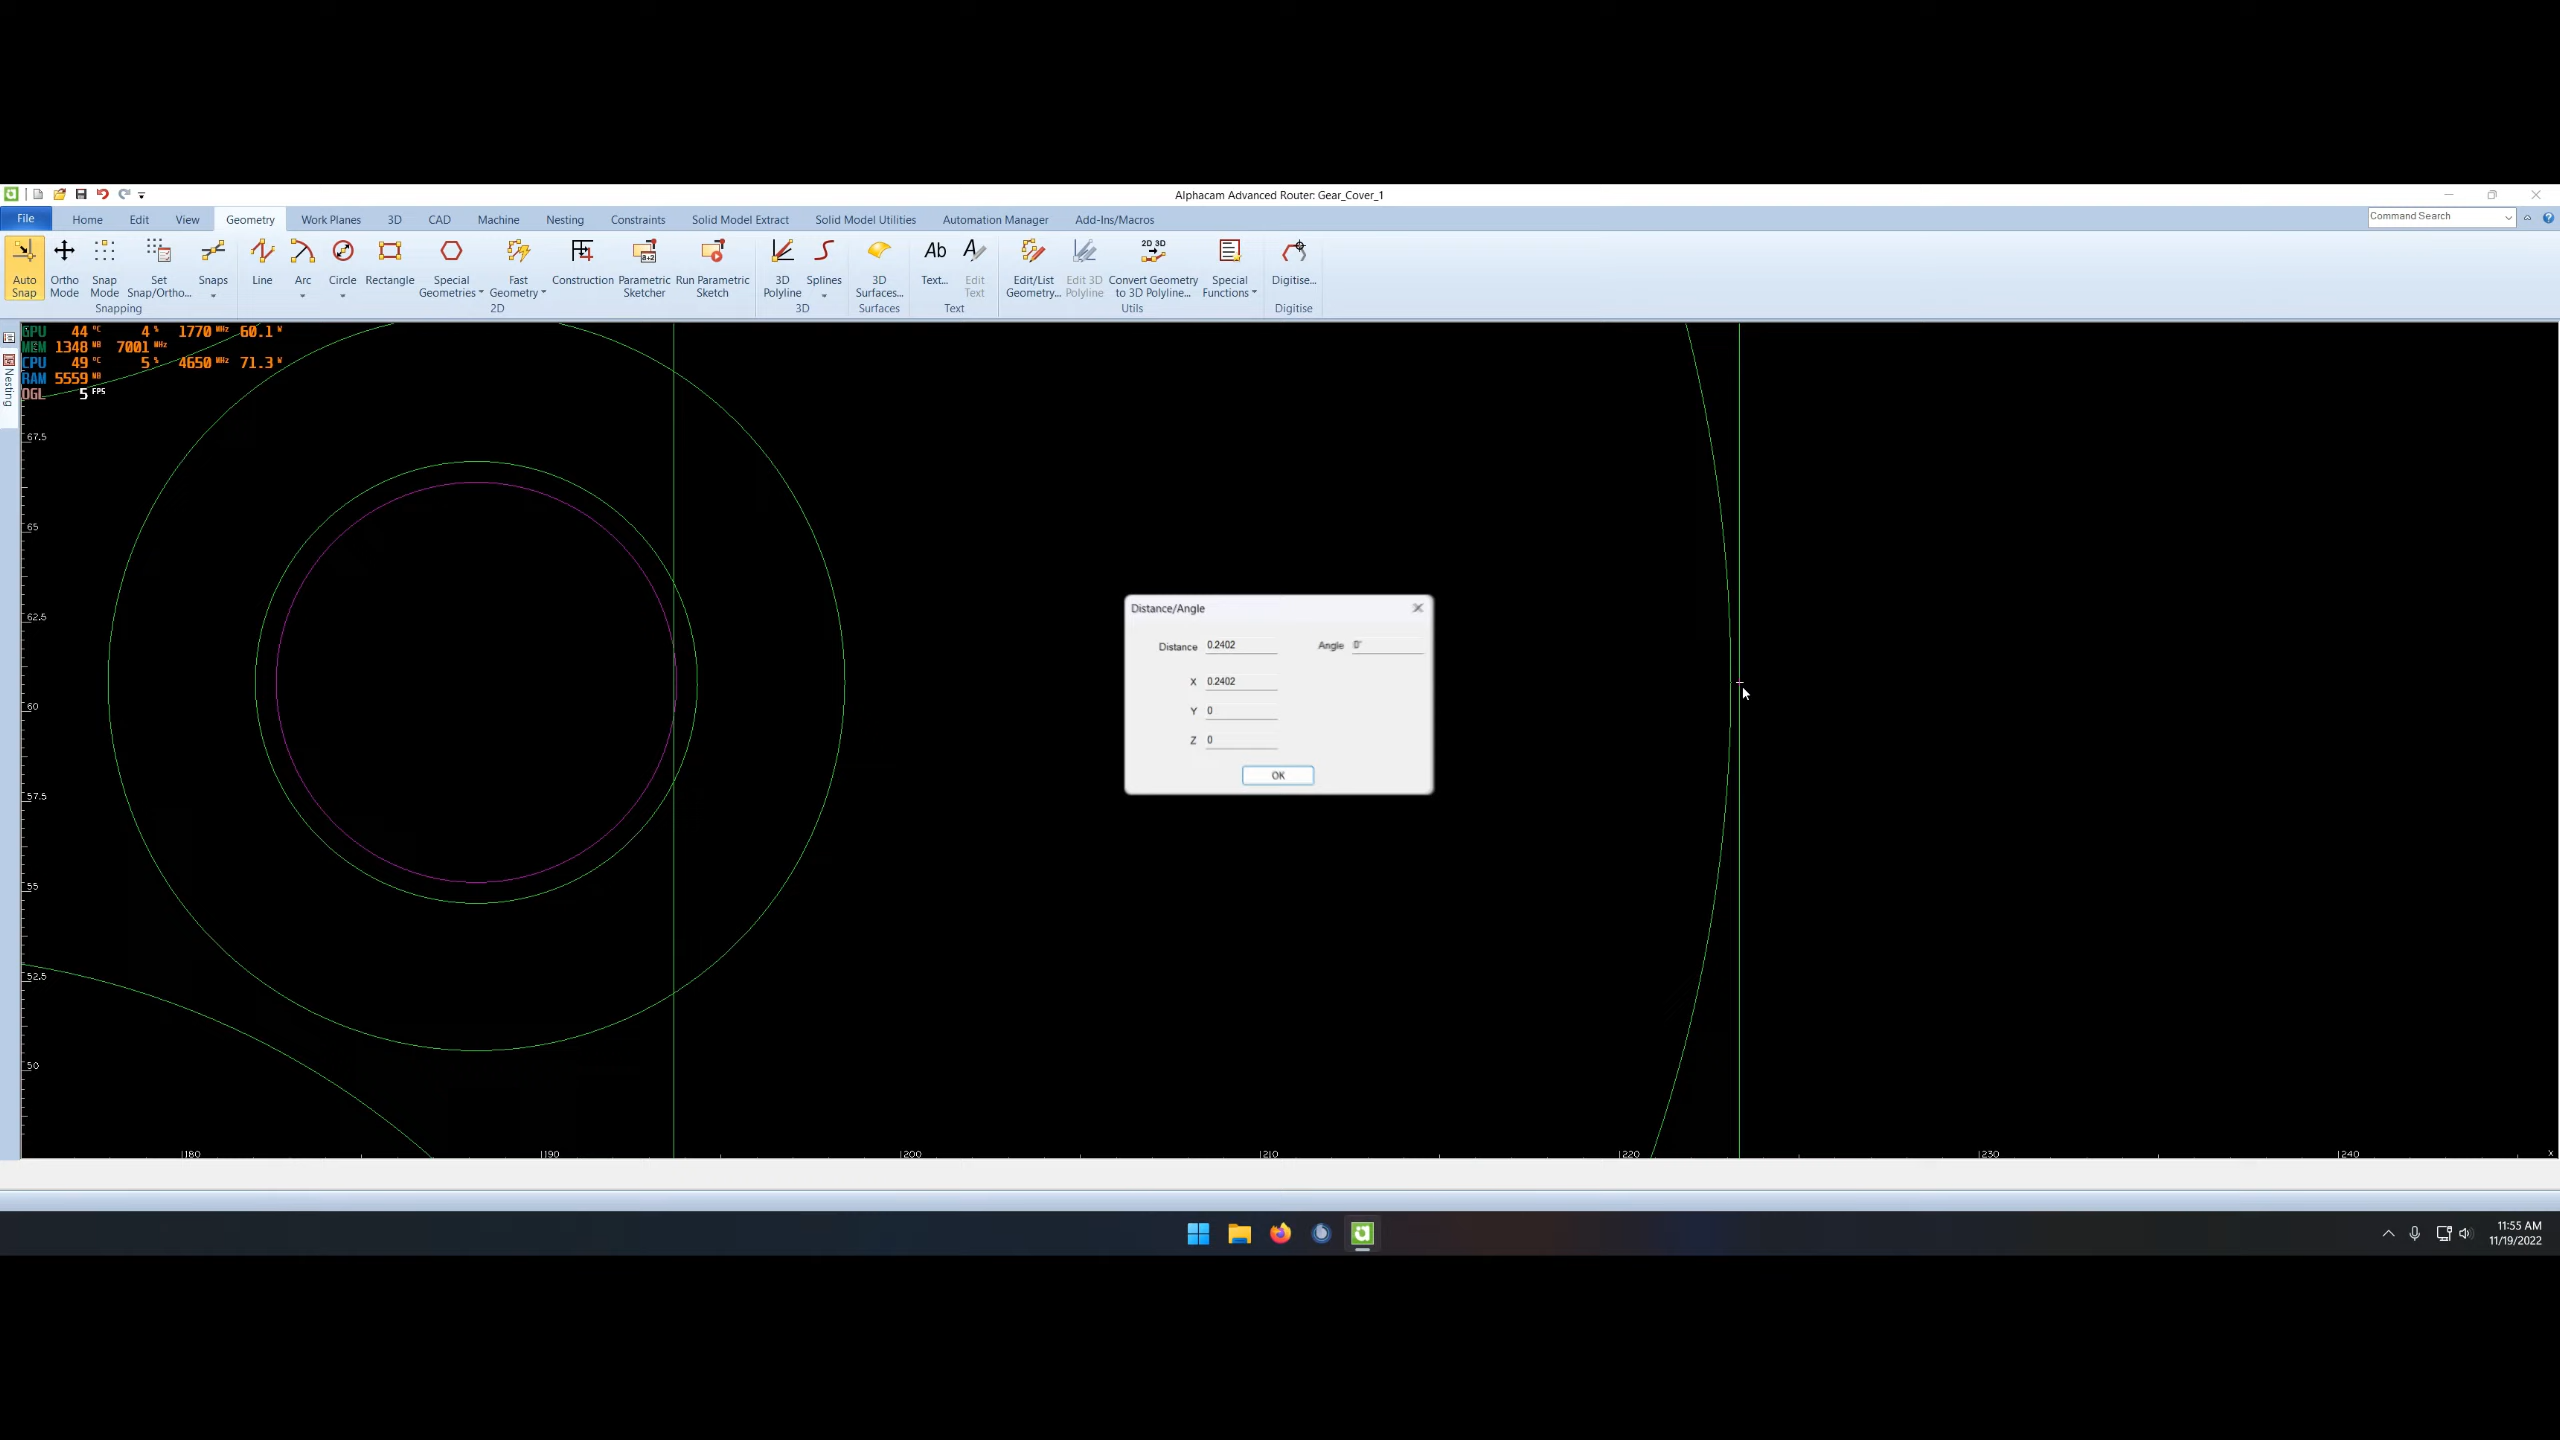 Alphacam Advanced Router: Gear_Cover_1
File Home Edit View Geometry Work Planes 3D CAD Machine Nesting Constraints Solid Model Extract Solid Model Utilities Automation Manager Add-Ins/Macros Command Search
Auto Snap
Ortho Mode
Snap Mode
Set Snap/Ortho...
Snaps
Line
Arc
Circle
Rectangle
Special Geometries
Fast Geometry
Construction
Parametric Sketcher
Run Parametric Sketch
3D Polyline
Splines
3D Surfaces...
Ab
Text...
Edit Text
Edit/List Geometry...
Edit 3D Polyline
2D 3D
Convert Geometry to 3D Polyline...
Special Functions
Digitise...
Snapping 2D 3D Surfaces Text Utils Digitise
GPU 44 °C 4 % 1770 MHz 60.1 W
MEM 1348 MB 7001 MHz
CPU 49 °C 5 % 4650 MHz 71.3 W
RAM 5559 MB
OGL 5 FPS
Nesting
67.5
65
62.5
60
57.5
55
52.5
50
Distance/Angle
Distance 0.2402 Angle 0°
X 0.2402
Y 0
Z 0
OK
180 190 200 210 220 230 240 X
11:55 AM
11/19/2022